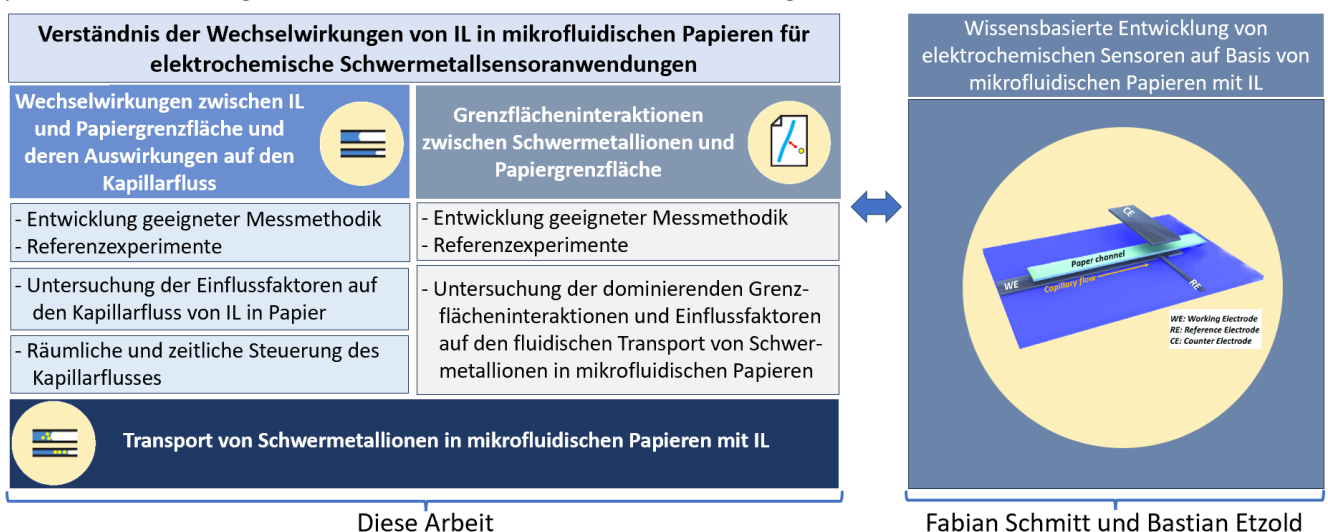 Verständnis der Wechselwirkungen von IL in mikrofluidischen Papieren für
elektrochemische Schwermetallsensoranwendungen
Wechselwirkungen zwischen IL
und Papiergrenzfläche und
deren Auswirkungen auf den
Kapillarfluss
- Entwicklung geeigneter Messmethodik
- Referenzexperimente
- Untersuchung der Einflussfaktoren auf
den Kapillarfluss von IL in Papier
- Räumliche und zeitliche Steuerung des
Kapillarflusses
Grenzflächeninteraktionen
zwischen Schwermetallionen und
Papiergrenzfläche
- Entwicklung geeigneter Messmethodik
- Referenzexperimente
- Untersuchung der dominierenden Grenz-
flächeninteraktionen und Einflussfaktoren
auf den fluidischen Transport von Schwer-
metallionen in mikrofluidischen Papieren
Transport von Schwermetallionen in mikrofluidischen Papieren mit IL
Diese Arbeit
Wissensbasierte Entwicklung von
elektrochemischen Sensoren auf Basis von
mikrofluidischen Papieren mit IL
CE
Paper channel
WE
Capillary flow
RE
WE: Working Electrode
RE: Reference Electrode
CE: Counter Electrode
Fabian Schmitt und Bastian Etzold